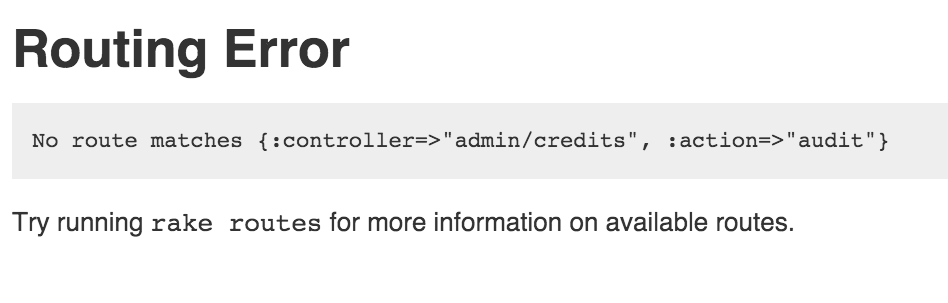 Routing Error
No route matches {:controller=>"admin/credits", :action=>"audit"}
Try running rake routes for more information on available routes.